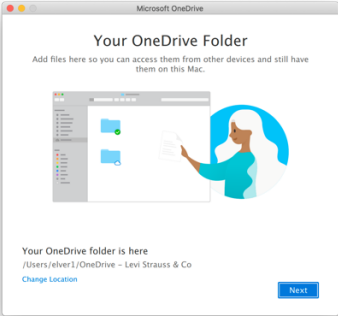 Microsoft OneDrive
Your OneDrive Folder
Add files here so you can access them from other devices and still have
them on this Mac.
Your OneDrive folder is here
/Users/elver1/OneDrive – Levi Strauss & Co
Change Location
Next